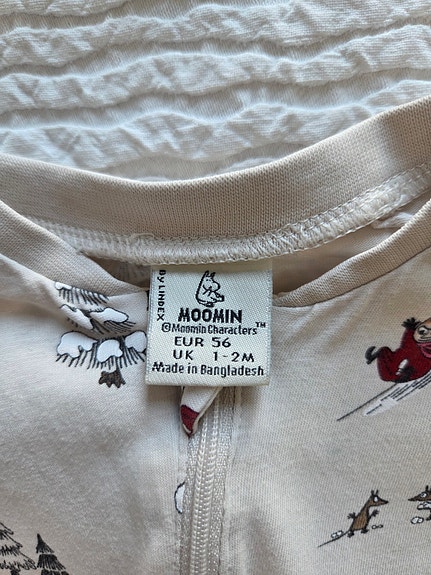 By LINDEX
MOOMIN
©Moomin Characters™
EUR 56
UK 1-2M
Made in Bangladesh